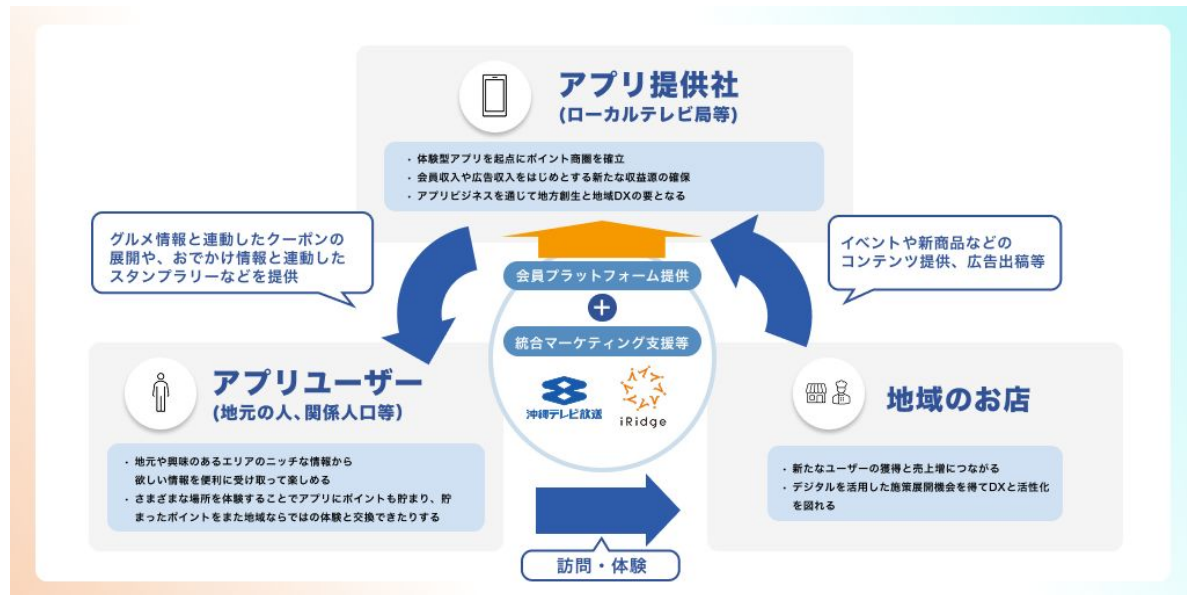 アプリ提供社
(ローカルテレビ局等)
・体験型アプリを起点にポイント商圏を確立
・会員収入や広告収入をはじめとする新たな収益源の確保
・アプリビジネスを通じて地方創生と地域DXの要となる
グルメ情報と連動したクーポンの
展開や、おでかけ情報と連動した
スタンプラリーなどを提供
イベントや新商品などの
コンテンツ提供、広告出稿等
会員プラットフォーム提供
+
統合マーケティング支援等
沖縄テレビ放送
iRidge
アプリユーザー
(地元の人、関係人口等)
・地元や興味のあるエリアのニッチな情報から
欲しい情報を便利に受け取って楽しめる
・さまざまな場所を体験することでアプリにポイントも貯まり、貯
まったポイントをまた地域ならではの体験と交換できたりする
地域のお店
・新たなユーザーの獲得と売上増につながる
・デジタルを活用した施策展開機会を得てDXと活性化
を図れる
訪問・体験